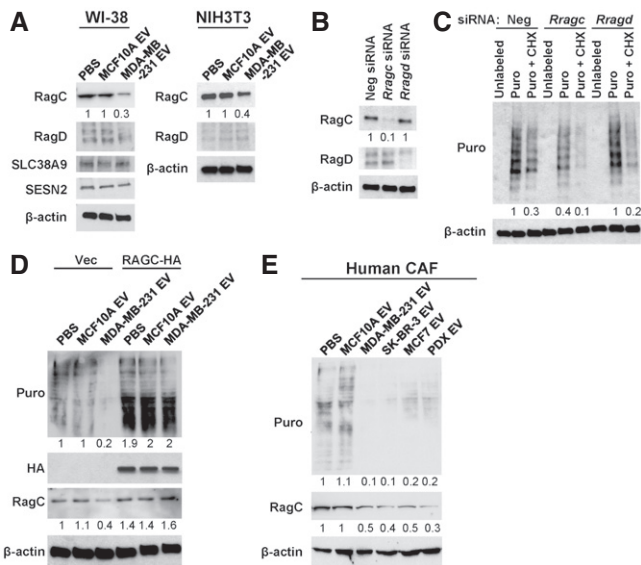 A
WI-38
PBS
MCF10A EV
MDA-MB
-231 EV
RagC
1 1 0.3
RagD
SLC38A9
SESN2
β-actin
NIH3T3
PBS
MCF10A EV
MDA-MB
-231 EV
RagC
1 1 0.4
RagD
β-actin
B
Neg siRNA
Rragc siRNA
Rragd siRNA
RagC
1 0.1 1
RagD
β-actin
C
siRNA: Neg Rragc Rragd
Unlabeled
Puro
Puro + CHX
Unlabeled
Puro
Puro + CHX
Unlabeled
Puro
Puro + CHX
Puro
1 0.3 0.4 0.1 1 0.2
β-actin
D
Vec RAGC-HA
PBS
MCF10A EV
MDA-MB-231 EV
PBS
MCF10A EV
MDA-MB-231 EV
Puro
1 1 0.2 1.9 2 2
HA
RagC
1 1.1 0.4 1.4 1.4 1.6
β-actin
E
Human CAF
PBS
MCF10A EV
MDA-MB-231 EV
SK-BR-3 EV
MCF7 EV
PDX EV
Puro
1 1.1 0.1 0.1 0.2 0.2
RagC
1 1 0.5 0.4 0.5 0.3
β-actin